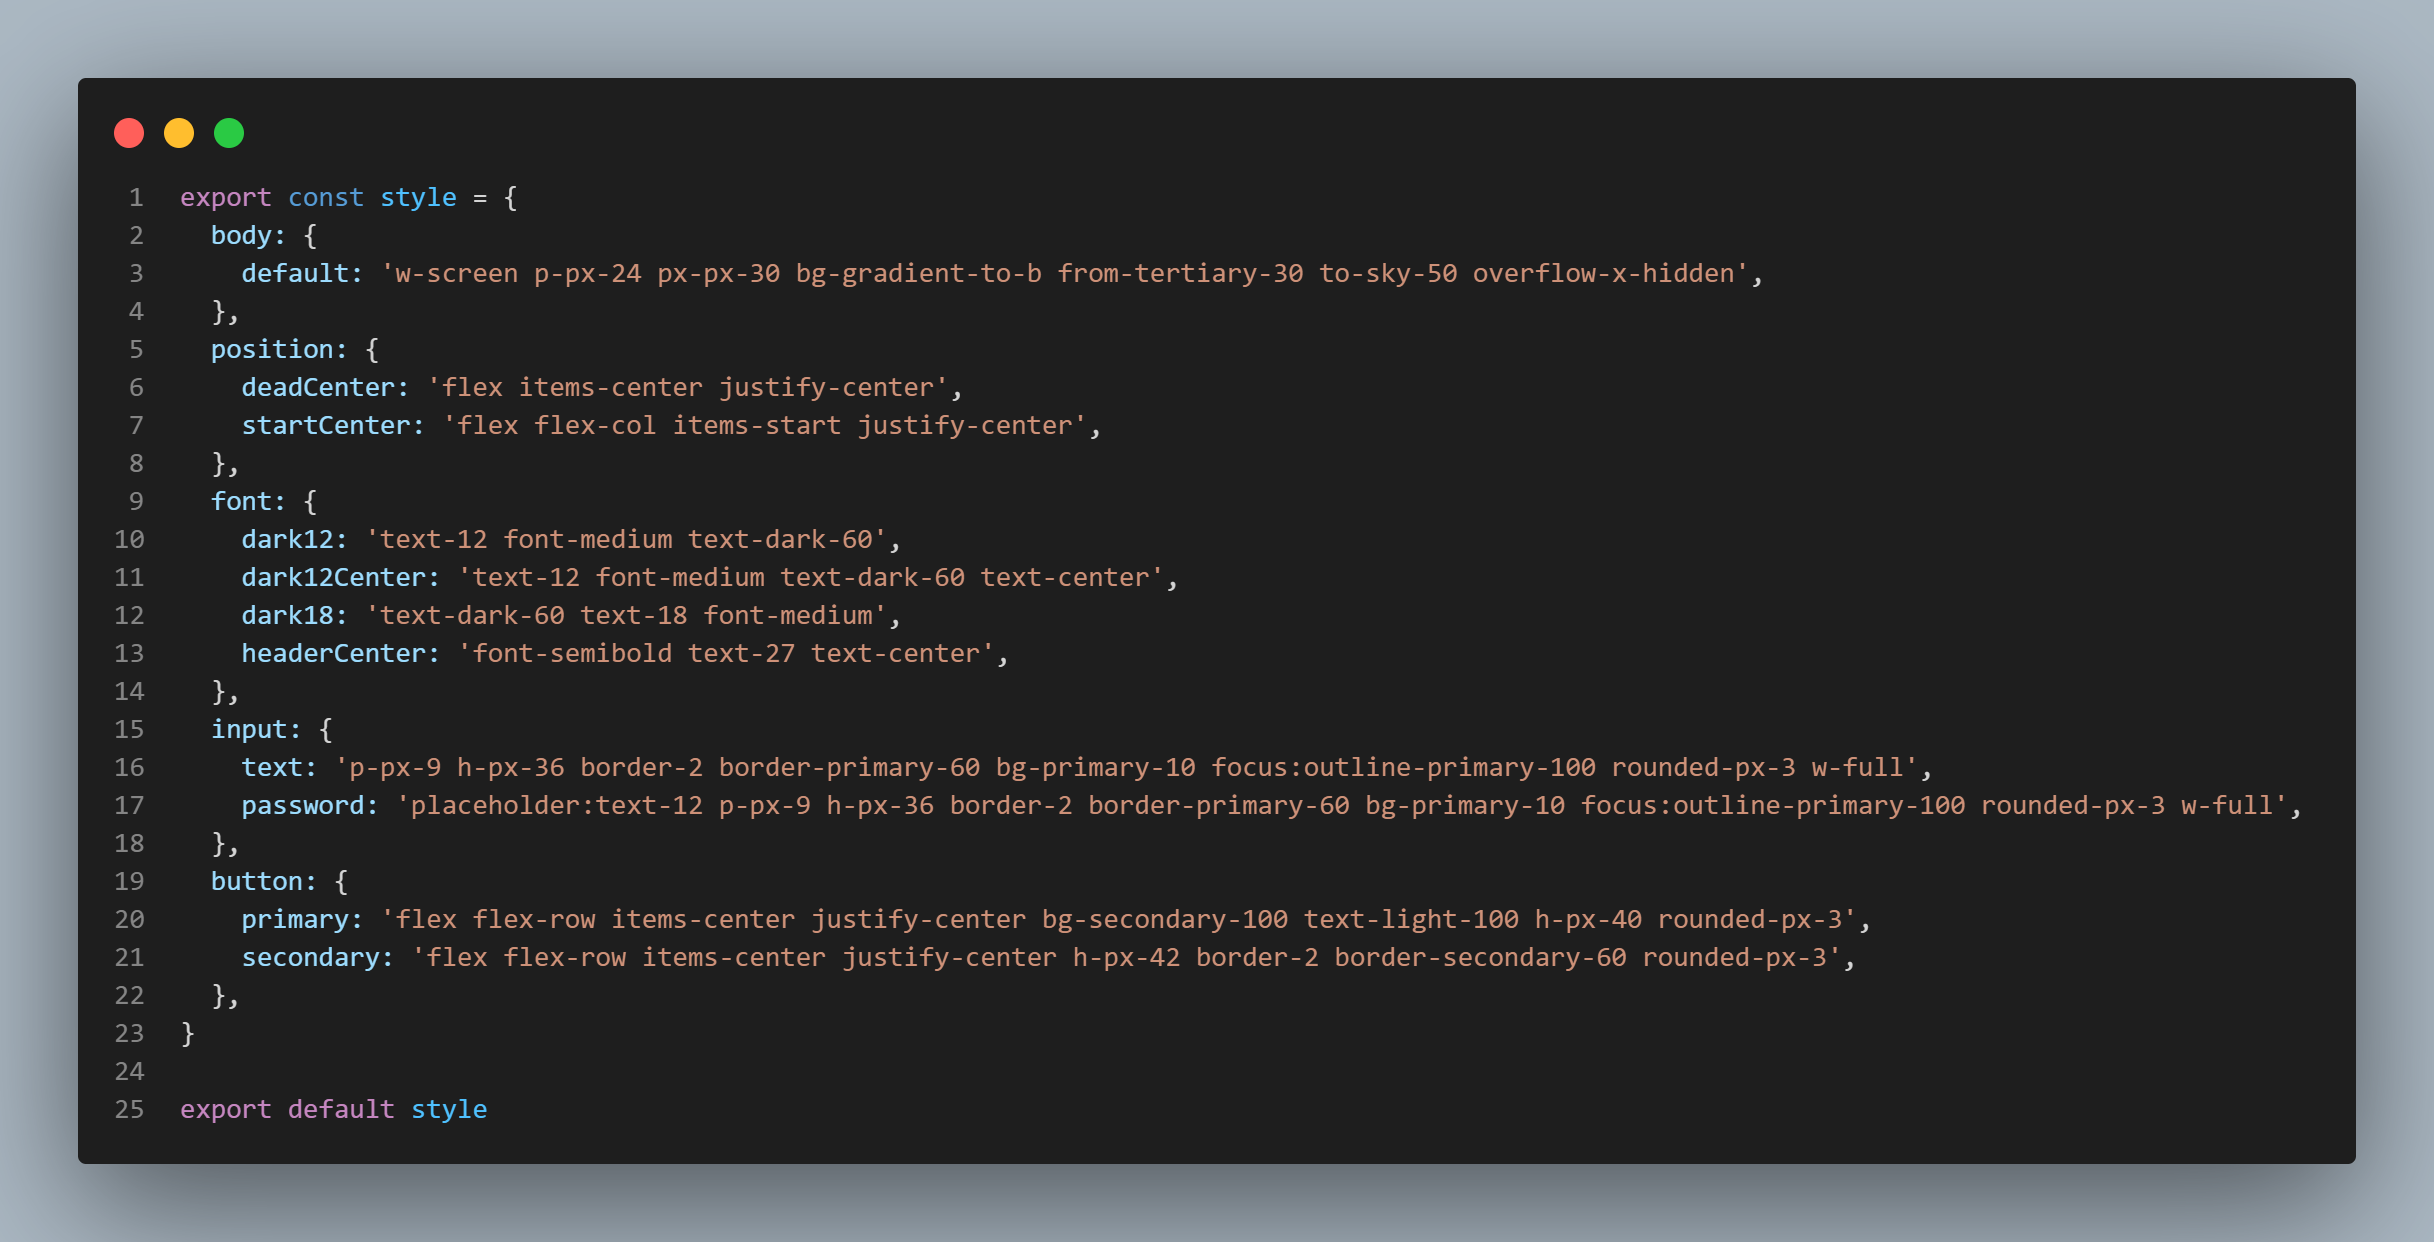 1 export const style = {
2   body: {
3     default: 'w-screen p-px-24 px-px-30 bg-gradient-to-b from-tertiary-30 to-sky-50 overflow-x-hidden',
4   },
5   position: {
6     deadCenter: 'flex items-center justify-center',
7     startCenter: 'flex flex-col items-start justify-center',
8   },
9   font: {
10     dark12: 'text-12 font-medium text-dark-60',
11     dark12Center: 'text-12 font-medium text-dark-60 text-center',
12     dark18: 'text-dark-60 text-18 font-medium',
13     headerCenter: 'font-semibold text-27 text-center',
14   },
15   input: {
16     text: 'p-px-9 h-px-36 border-2 border-primary-60 bg-primary-10 focus:outline-primary-100 rounded-px-3 w-full',
17     password: 'placeholder:text-12 p-px-9 h-px-36 border-2 border-primary-60 bg-primary-10 focus:outline-primary-100 rounded-px-3 w-full',
18   },
19   button: {
20     primary: 'flex flex-row items-center justify-center bg-secondary-100 text-light-100 h-px-40 rounded-px-3',
21     secondary: 'flex flex-row items-center justify-center h-px-42 border-2 border-secondary-60 rounded-px-3',
22   },
23 }
24
25 export default style